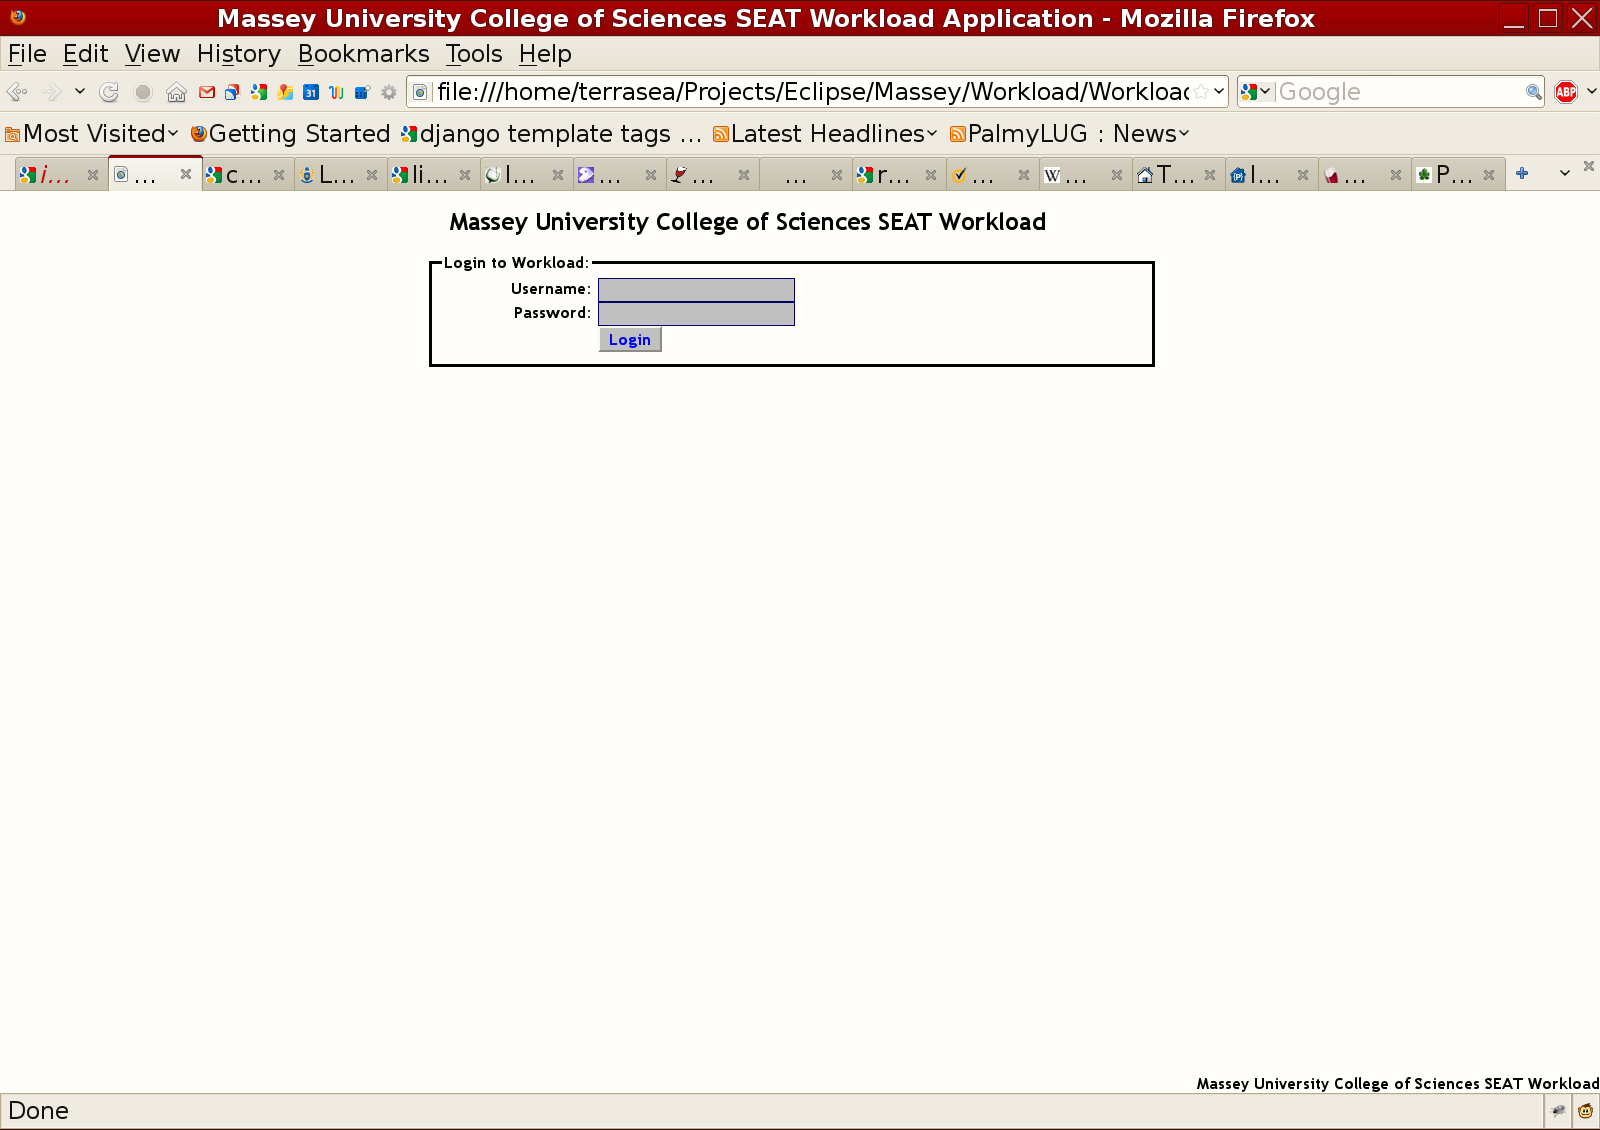 Massey University College of Sciences SEAT Workload Application - Mozilla Firefox
File Edit View History Bookmarks Tools Help
file:///home/terrasea/Projects/Eclipse/Massey/Workload/Workload Google ABP
Most Visited Getting Started django template tags ... Latest Headlines PalmyLUG : News
i... ... c... L... li... I... ... ... ... r... ... W ... T... I... ... P...
Massey University College of Sciences SEAT Workload
Login to Workload:
Username:
Password:
Login
Massey University College of Sciences SEAT Workload
Done